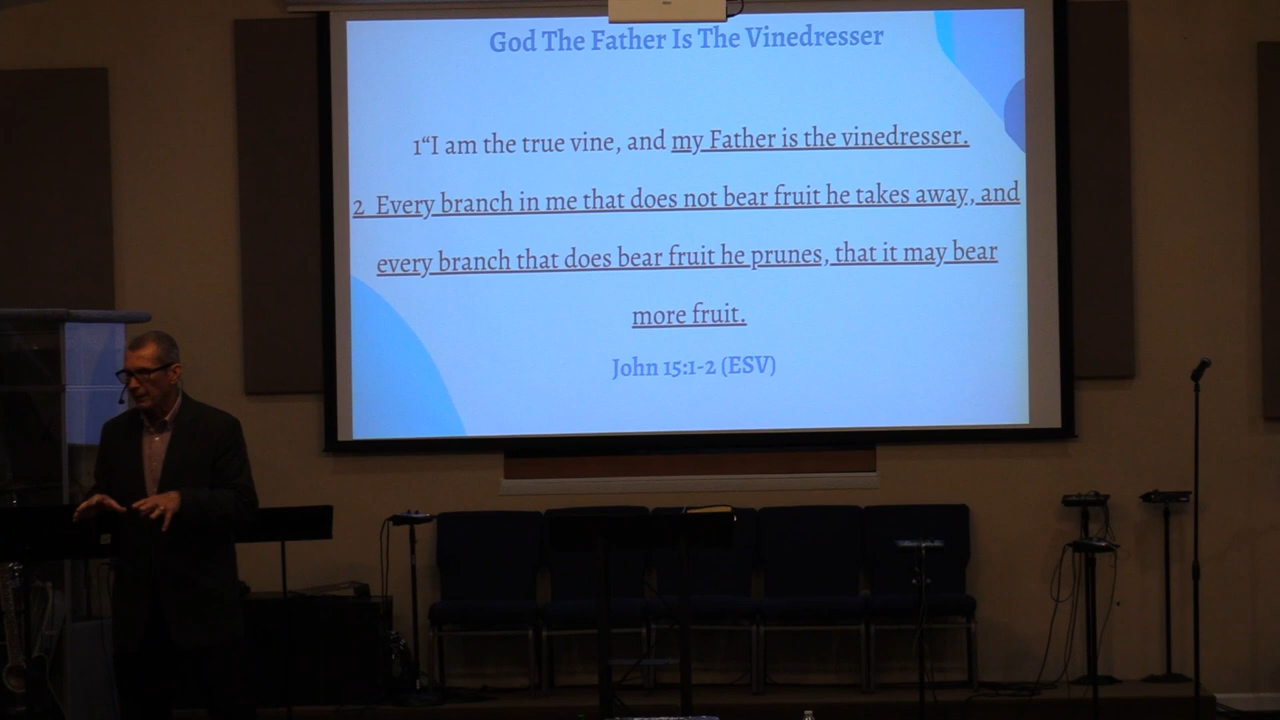 God The Father Is The Vinedresser
1“I am the true vine, and my Father is the vinedresser.
2 Every branch in me that does not bear fruit he takes away, and
every branch that does bear fruit he prunes, that it may bear
more fruit.
John 15:1-2 (ESV)